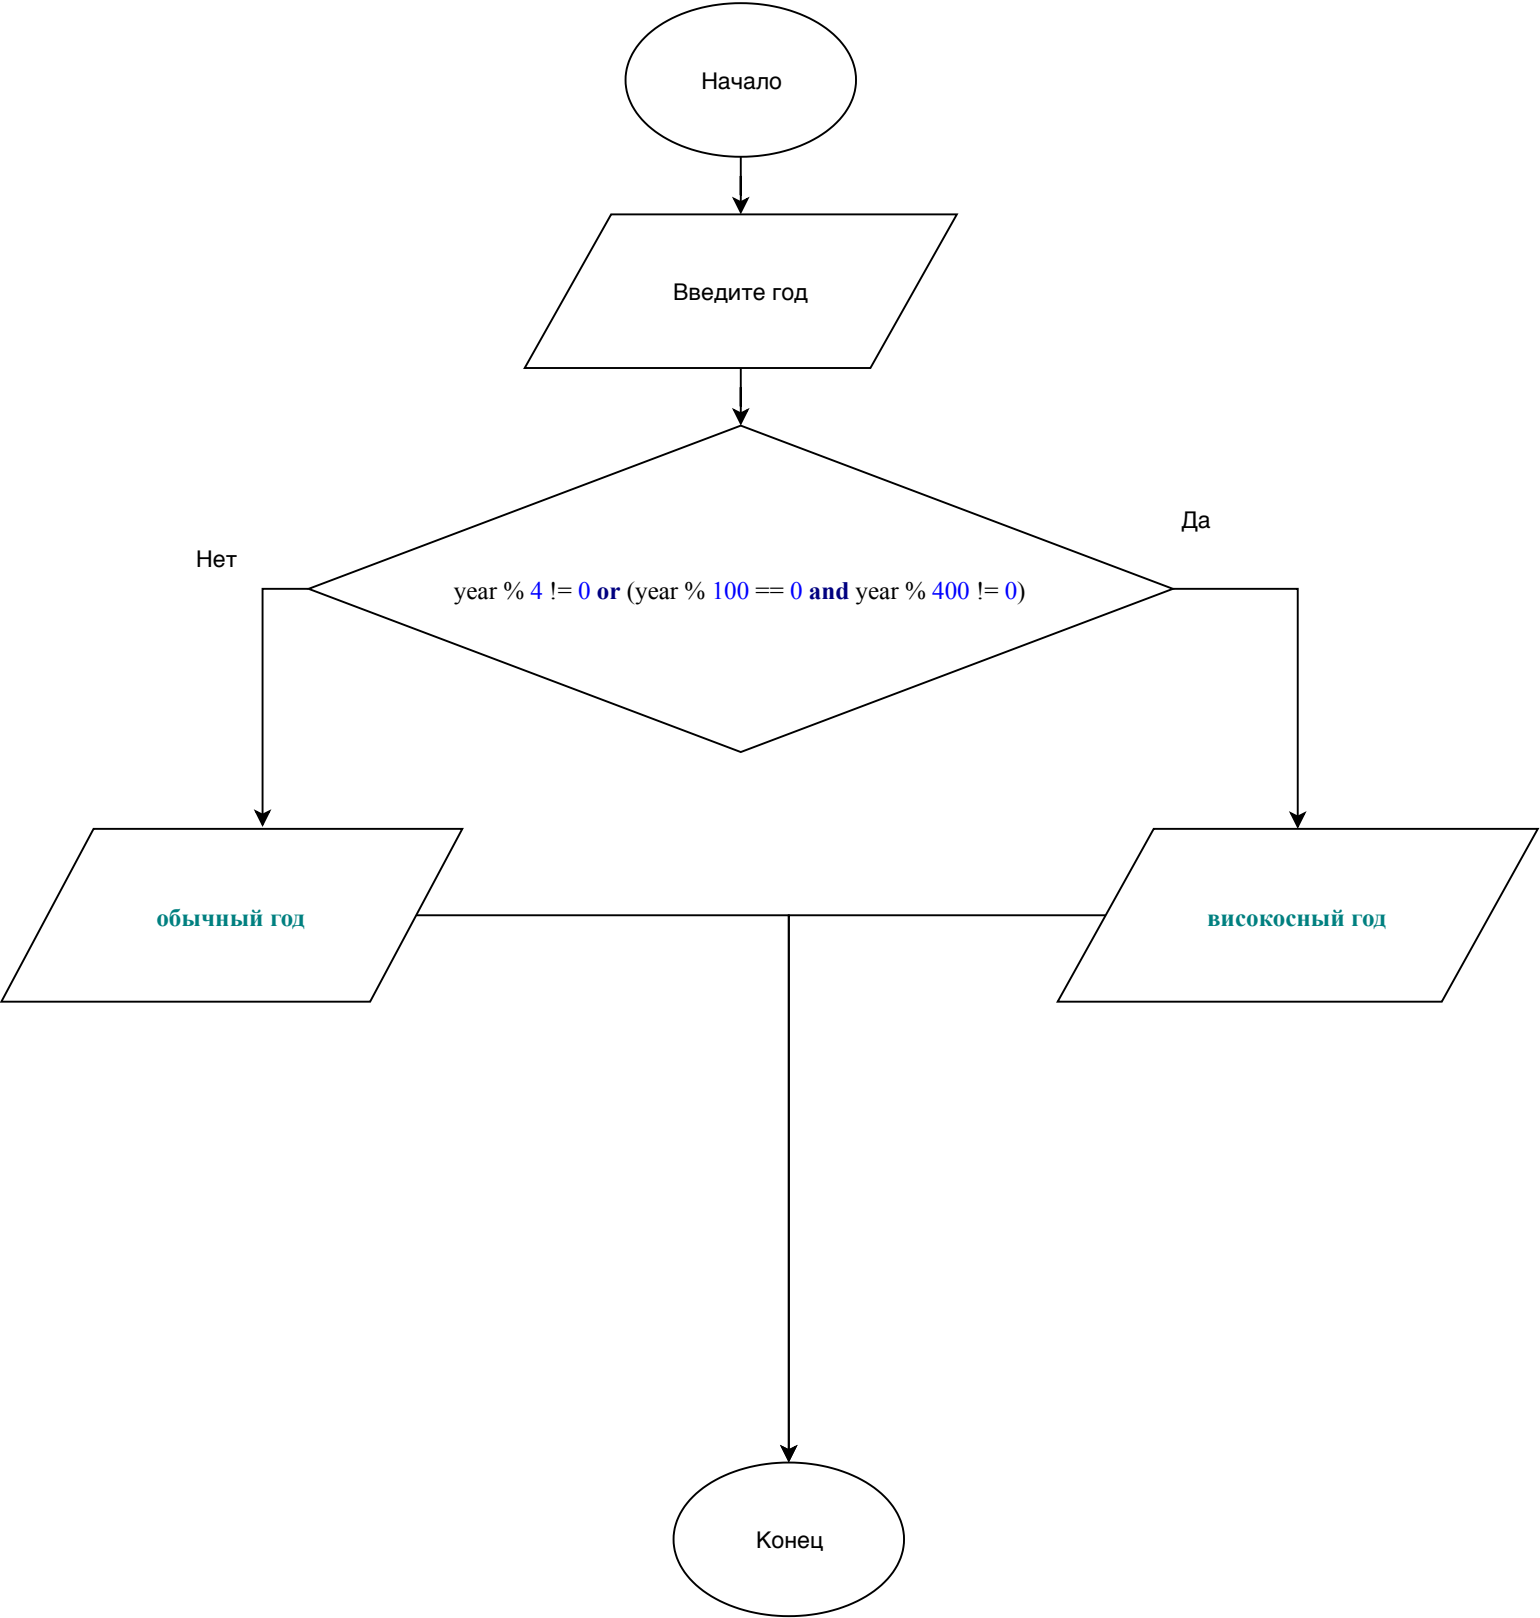 Начало
Введите год
Да
Нет
year % 4 != 0 or (year % 100 == 0 and year % 400 != 0)
обычный год
високосный год
Конец